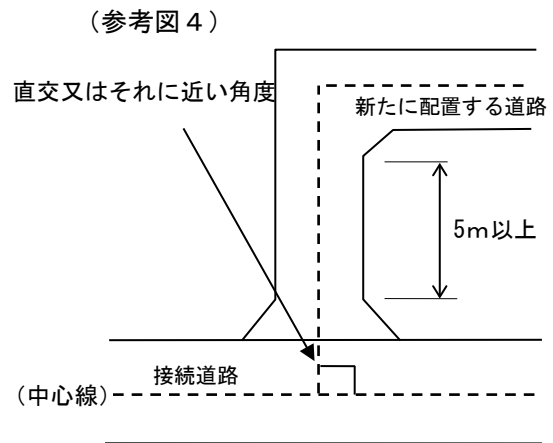 （参考図４）
直交又はそれに近い角度
新たに配置する道路
5ｍ以上
接続道路
(中心線)